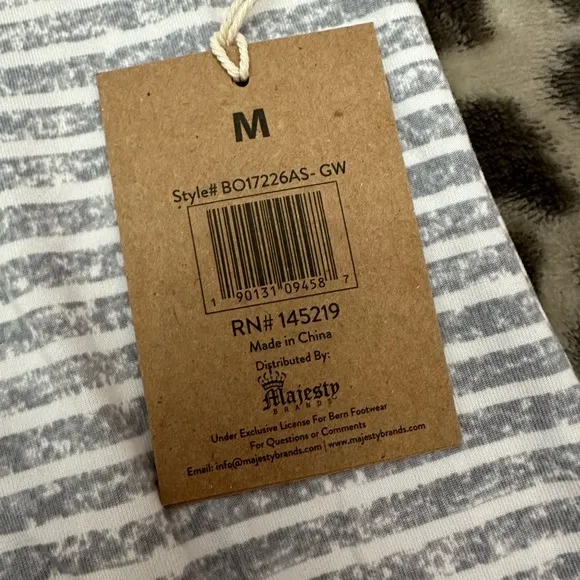 M
Style# BO17226AS- GW
1 90131 09458 7
RN# 145219
Made in China
Distributed By:
Majesty
BRANDS
Under Exclusive License For Bern Footwear
For Questions or Comments
Email: info@majestybrands.com | www.majestybrands.com